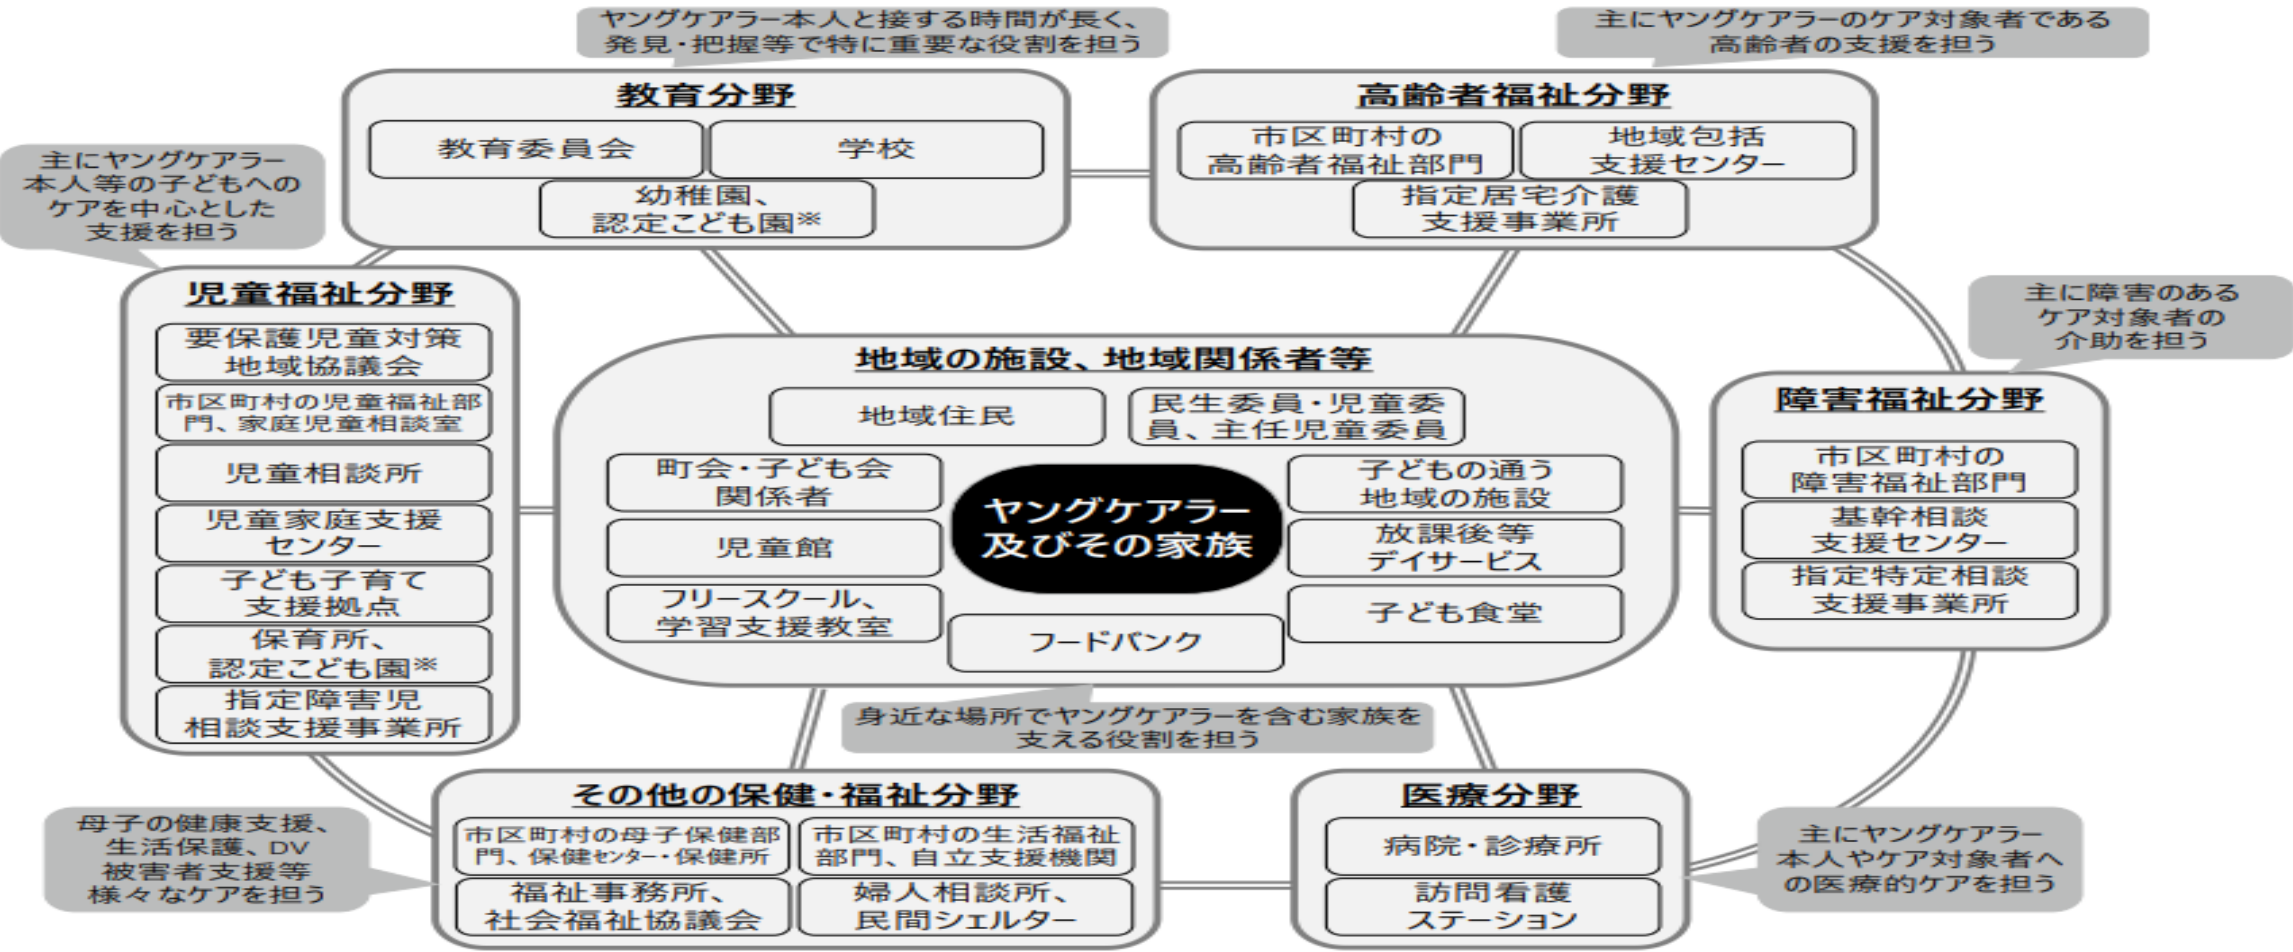 ヤングケアラー本人と接する時間が長く、
発見・把握等で特に重要な役割を担う
主にヤングケアラーのケア対象者である
高齢者の支援を担う
教育分野
教育委員会
学校
幼稚園、
認定こども園※
高齢者福祉分野
市区町村の
高齢者福祉部門
地域包括
支援センター
指定居宅介護
支援事業所
主にヤングケアラー
本人等の子どもへの
ケアを中心とした
支援を担う
児童福祉分野
要保護児童対策
地域協議会
市区町村の児童福祉部
門、家庭児童相談室
児童相談所
児童家庭支援
センター
子ども子育て
支援拠点
保育所、
認定こども園※
指定障害児
相談支援事業所
地域の施設、地域関係者等
地域住民
民生委員・児童委
員、主任児童委員
町会・子ども会
関係者
児童館
フリースクール、
学習支援教室
ヤングケアラー
及びその家族
フードバンク
子どもの通う
地域の施設
放課後等
デイサービス
子ども食堂
身近な場所でヤングケアラーを含む家族を
支える役割を担う
主に障害のある
ケア対象者の
介助を担う
障害福祉分野
市区町村の
障害福祉部門
基幹相談
支援センター
指定特定相談
支援事業所
母子の健康支援、
生活保護、DV
被害者支援等
様々なケアを担う
その他の保健・福祉分野
市区町村の母子保健部
門、保健センター・保健所
市区町村の生活福祉
部門、自立支援機関
福祉事務所、
社会福祉協議会
婦人相談所、
民間シェルター
医療分野
病院・診療所
訪問看護
ステーション
主にヤングケアラー
本人やケア対象者へ
の医療的ケアを担う